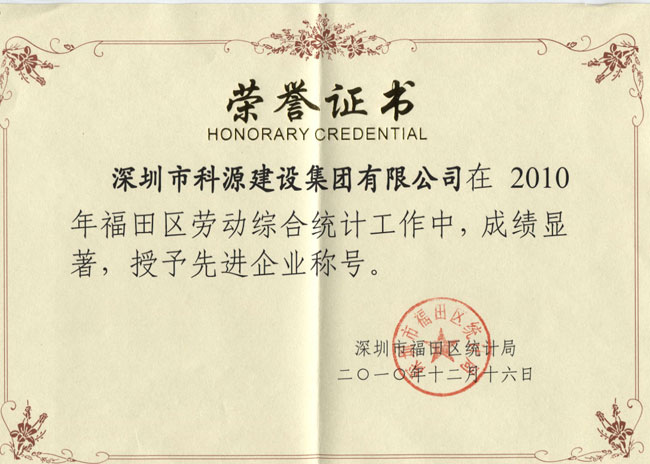 荣誉证书
HONORARY CREDENTIAL
深圳市科源建设集团有限公司在 2010
年福田区劳动综合统计工作中，成绩显
著，授予先进企业称号。
深圳市福田区统计局
深圳市福田区统计局
二〇一〇年十二月十六日